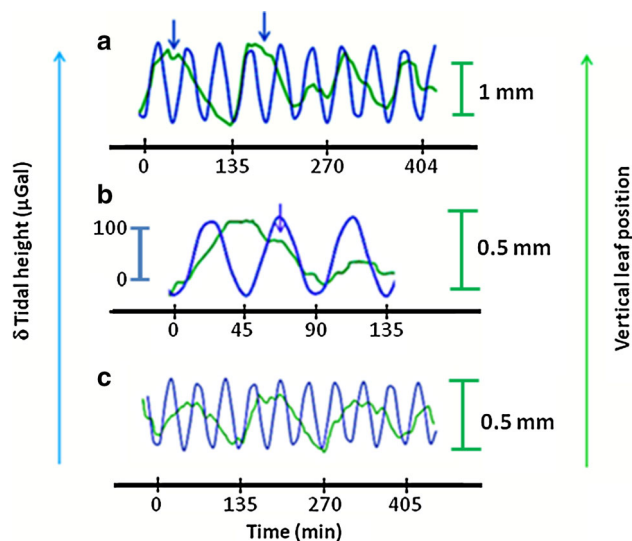 a
1 mm
0 135 270 404
b
100
0
0.5 mm
0 45 90 135
c
0.5 mm
0 135 270 405
Time (min)
δ Tidal height (µGal)
Vertical leaf position